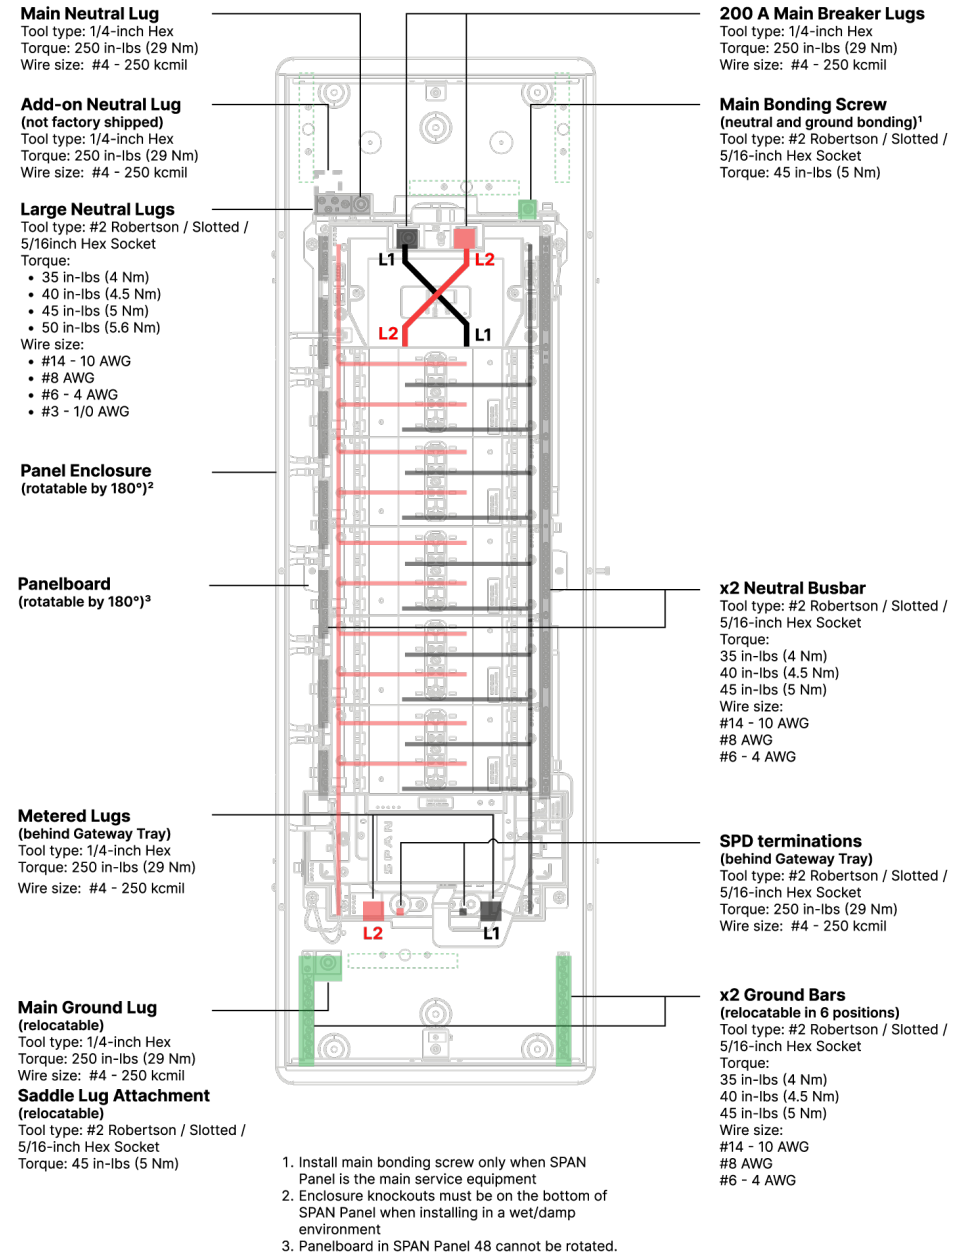 Main Neutral Lug
Tool type: 1/4-inch Hex
Torque: 250 in-lbs (29 Nm)
Wire size:  #4 - 250 kcmil
Add-on Neutral Lug
(not factory shipped)
Tool type: 1/4-inch Hex
Torque: 250 in-lbs (29 Nm)
Wire size:  #4 - 250 kcmil
Large Neutral Lugs
Tool type: #2 Robertson / Slotted /
5/16inch Hex Socket
Torque:
• 35 in-lbs (4 Nm)
• 40 in-lbs (4.5 Nm)
• 45 in-lbs (5 Nm)
• 50 in-lbs (5.6 Nm)
Wire size:
• #14 - 10 AWG
• #8 AWG
• #6 - 4 AWG
• #3 - 1/0 AWG
Panel Enclosure
(rotatable by 180°)²
Panelboard
(rotatable by 180°)³
Metered Lugs
(behind Gateway Tray)
Tool type: 1/4-inch Hex
Torque: 250 in-lbs (29 Nm)
Wire size:  #4 - 250 kcmil
Main Ground Lug
(relocatable)
Tool type: 1/4-inch Hex
Torque: 250 in-lbs (29 Nm)
Wire size:  #4 - 250 kcmil
Saddle Lug Attachment
(relocatable)
Tool type: #2 Robertson / Slotted /
5/16-inch Hex Socket
Torque: 45 in-lbs (5 Nm)
L1
L2
L2
L1
SPAN
L2
L1
200 A Main Breaker Lugs
Tool type: 1/4-inch Hex
Torque: 250 in-lbs (29 Nm)
Wire size:  #4 - 250 kcmil
Main Bonding Screw
(neutral and ground bonding)¹
Tool type: #2 Robertson / Slotted /
5/16-inch Hex Socket
Torque: 45 in-lbs (5 Nm)
x2 Neutral Busbar
Tool type: #2 Robertson / Slotted /
5/16-inch Hex Socket
Torque:
35 in-lbs (4 Nm)
40 in-lbs (4.5 Nm)
45 in-lbs (5 Nm)
Wire size:
#14 - 10 AWG
#8 AWG
#6 - 4 AWG
SPD terminations
(behind Gateway Tray)
Tool type: #2 Robertson / Slotted /
5/16-inch Hex Socket
Torque: 250 in-lbs (29 Nm)
Wire size:  #4 - 250 kcmil
x2 Ground Bars
(relocatable in 6 positions)
Tool type: #2 Robertson / Slotted /
5/16-inch Hex Socket
Torque:
35 in-lbs (4 Nm)
40 in-lbs (4.5 Nm)
45 in-lbs (5 Nm)
Wire size:
#14 - 10 AWG
#8 AWG
#6 - 4 AWG
1. Install main bonding screw only when SPAN
Panel is the main service equipment
2. Enclosure knockouts must be on the bottom of
SPAN Panel when installing in a wet/damp
environment
3. Panelboard in SPAN Panel 48 cannot be rotated.